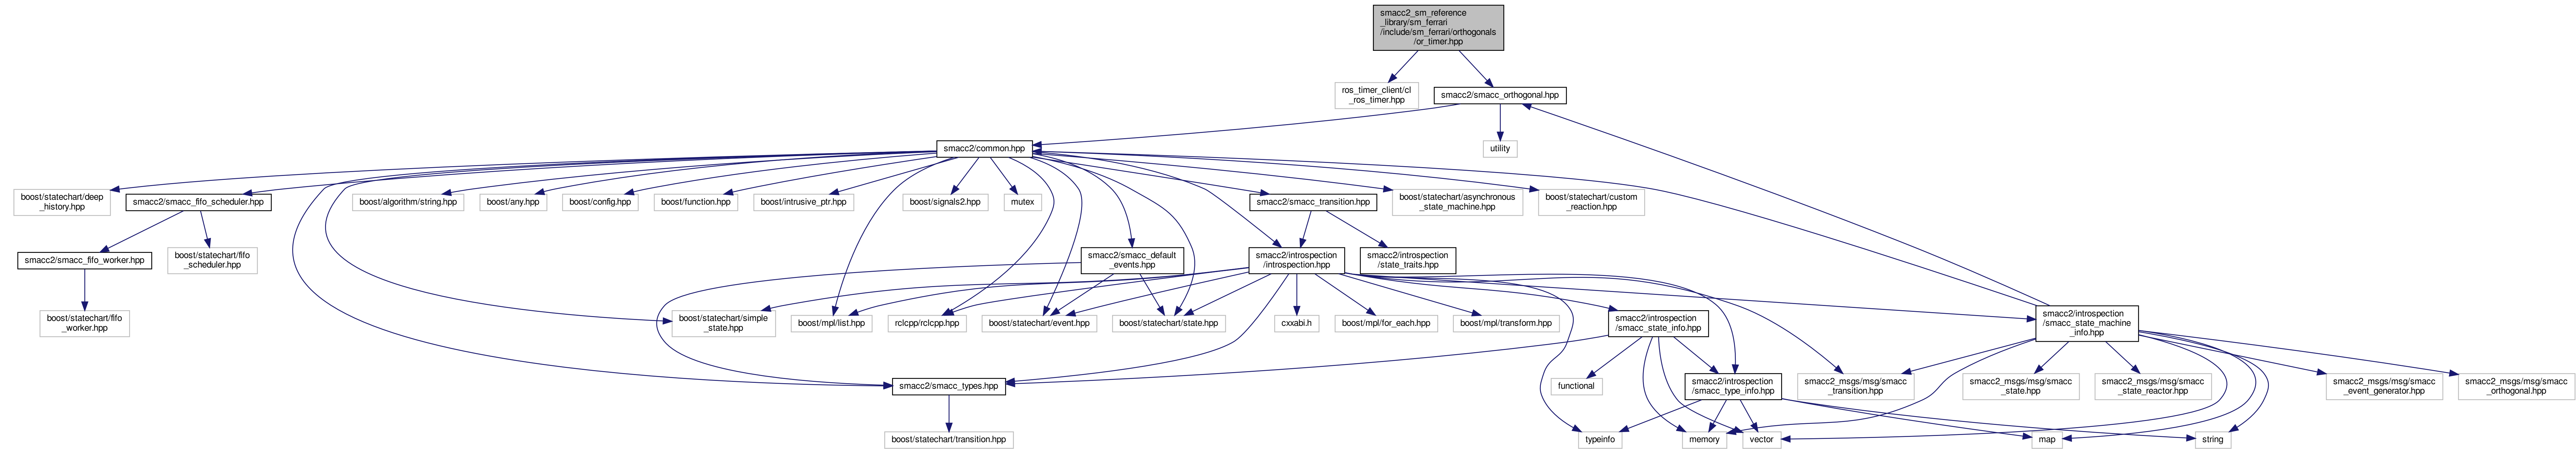 smacc2_sm_reference
_library/sm_ferrari
/include/sm_ferrari/orthogonals
/or_timer.hpp
ros_timer_client/cl
_ros_timer.hpp
smacc2/smacc_orthogonal.hpp
smacc2/common.hpp
utility
boost/statechart/deep
_history.hpp
smacc2/smacc_fifo_scheduler.hpp
boost/algorithm/string.hpp
boost/any.hpp
boost/config.hpp
boost/function.hpp
boost/intrusive_ptr.hpp
boost/signals2.hpp
mutex
smacc2/smacc_transition.hpp
boost/statechart/asynchronous
_state_machine.hpp
boost/statechart/custom
_reaction.hpp
smacc2/smacc_fifo_worker.hpp
boost/statechart/fifo
_scheduler.hpp
smacc2/smacc_default
_events.hpp
smacc2/introspection
/introspection.hpp
smacc2/introspection
/state_traits.hpp
boost/statechart/fifo
_worker.hpp
boost/statechart/simple
_state.hpp
boost/mpl/list.hpp
rclcpp/rclcpp.hpp
boost/statechart/event.hpp
boost/statechart/state.hpp
cxxabi.h
boost/mpl/for_each.hpp
boost/mpl/transform.hpp
smacc2/introspection
/smacc_state_info.hpp
smacc2/introspection
/smacc_state_machine
_info.hpp
smacc2/smacc_types.hpp
functional
smacc2/introspection
/smacc_type_info.hpp
smacc2_msgs/msg/smacc
_transition.hpp
smacc2_msgs/msg/smacc
_state.hpp
smacc2_msgs/msg/smacc
_state_reactor.hpp
smacc2_msgs/msg/smacc
_event_generator.hpp
smacc2_msgs/msg/smacc
_orthogonal.hpp
boost/statechart/transition.hpp
typeinfo
memory
vector
map
string